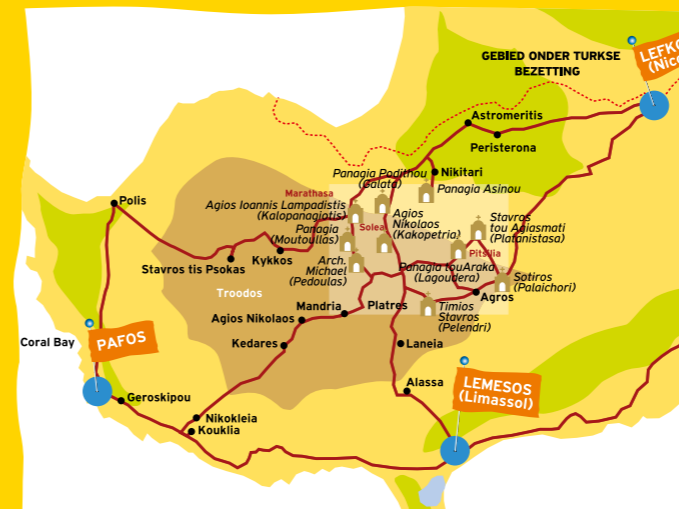 GEBIED ONDER TURKSE
BEZETTING
LEFKO
(Nico
Astromeritis
Peristerona
Panagia Podithou
(Galata)
Nikitari
Panagia Asinou
Marathasa
Agios Ioannis Lampadistis
(Kalopanagiotis)
Polis
Agios
Nikolaos
(Kakopetria)
Solea
Stavros
tou Agiasmati
(Platanistasa)
Panagia
(Moutoullas)
Pitsilia
Kykkos
Stavros tis Psokas
Arch.
Michael
(Pedoulas)
Panagia touAraka
(Lagoudera)
Sotiros
(Palaichori)
Troodos
Agros
Mandria
Platres
Timios
Stavros
(Pelendri)
Agios Nikolaos
Coral Bay
PAFOS
Kedares
Laneia
Alassa
LEMESOS
(Limassol)
Geroskipou
Nikokleia
Kouklia